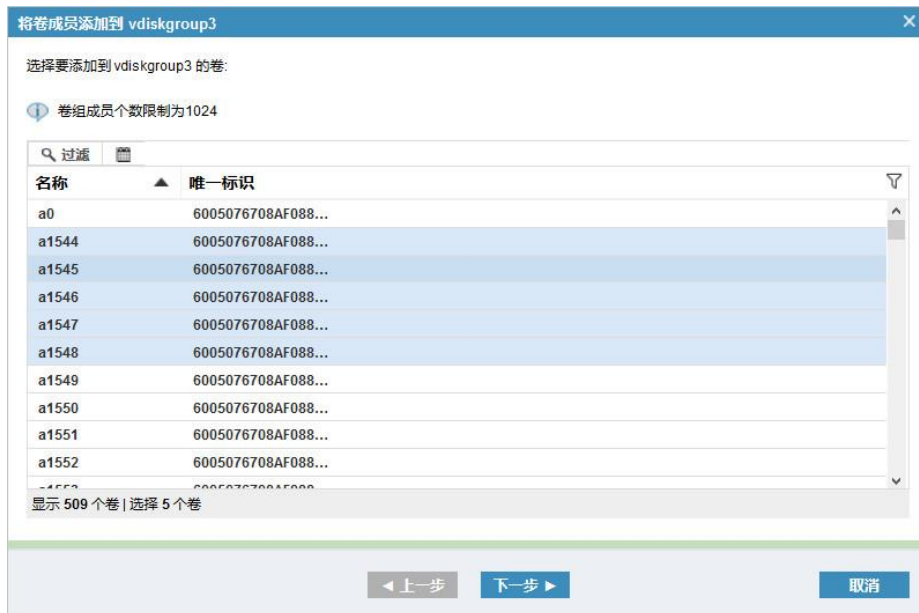 将卷成员添加到 vdiskgroup3
选择要添加到 vdiskgroup3 的卷:
卷组成员个数限制为1024
过滤
名称 唯一标识
a0 6005076708AF088...
a1544 6005076708AF088...
a1545 6005076708AF088...
a1546 6005076708AF088...
a1547 6005076708AF088...
a1548 6005076708AF088...
a1549 6005076708AF088...
a1550 6005076708AF088...
a1551 6005076708AF088...
a1552 6005076708AF088...
显示 509 个卷 | 选择 5 个卷
上一步 下一步 取消